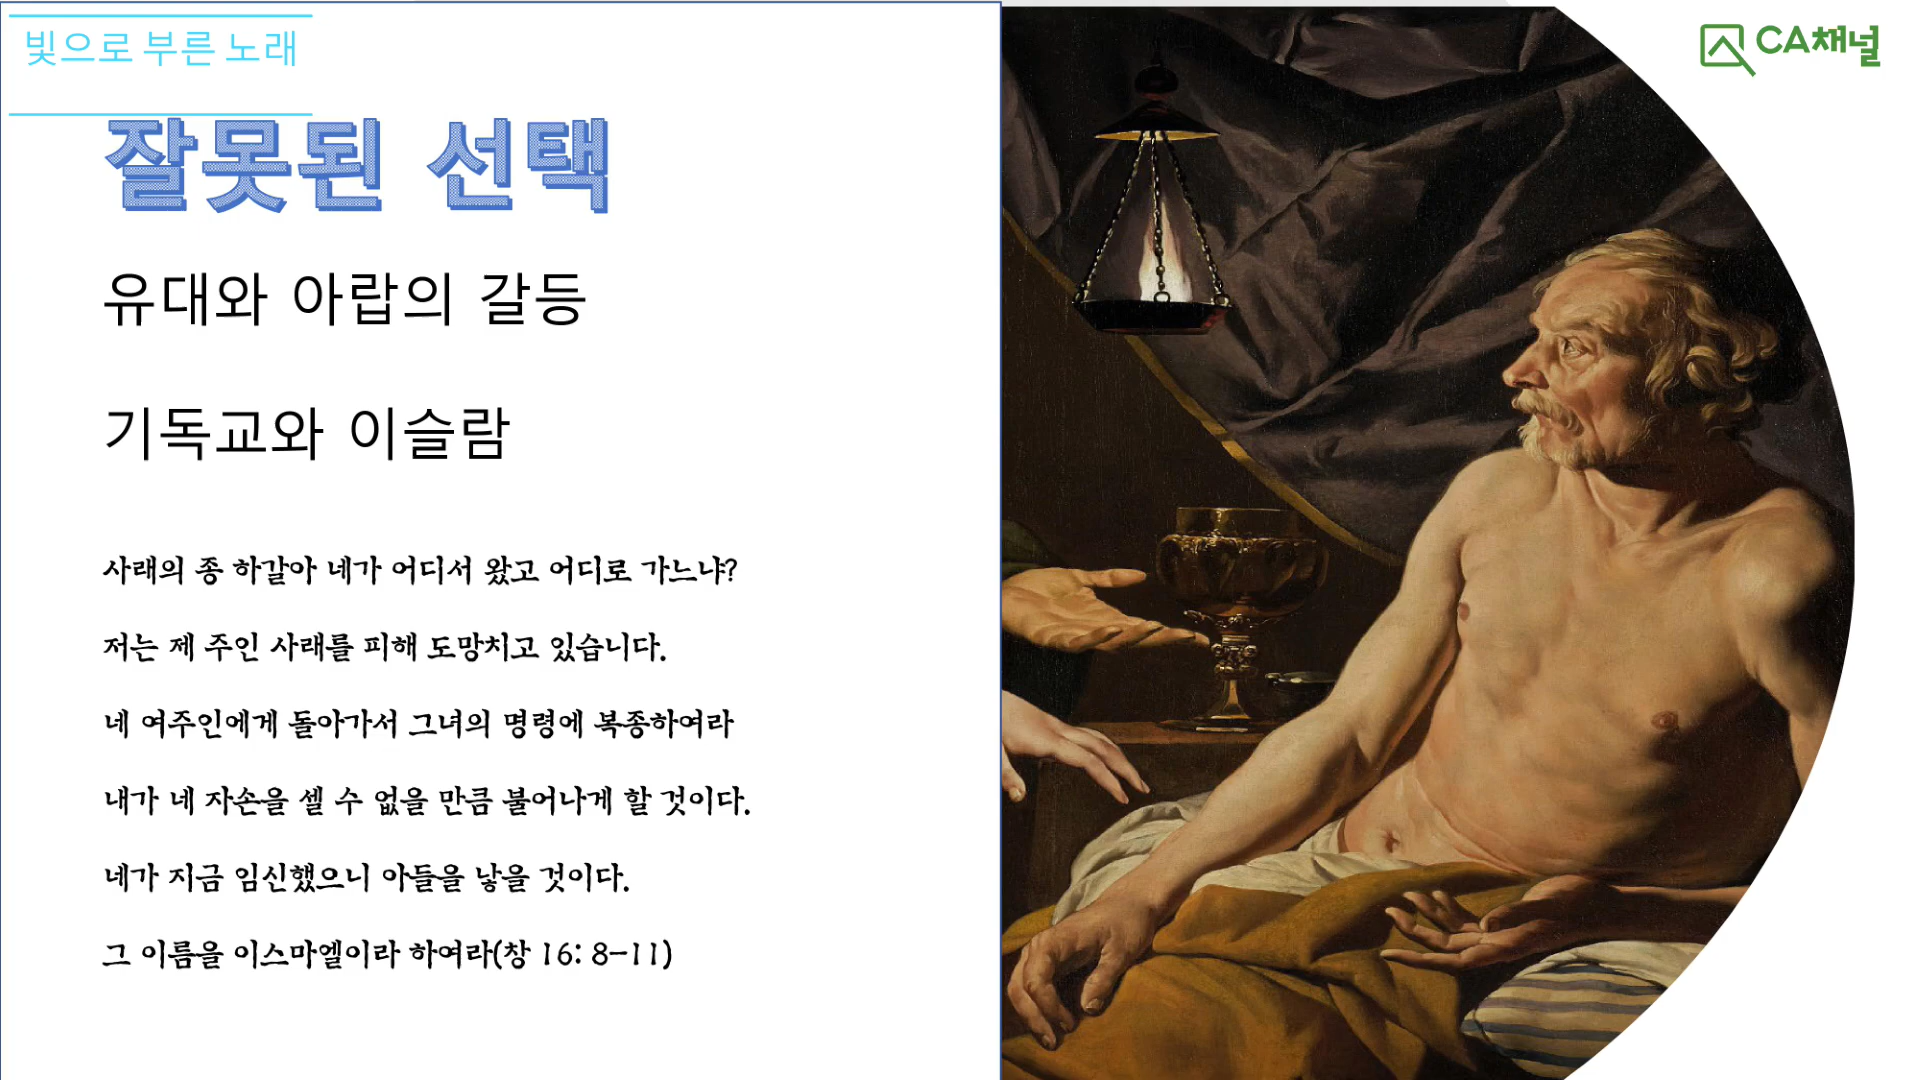 빛으로 부른 노래
CA채널
잘못된 선택
유대와 아랍의 갈등
기독교와 이슬람
사래의 종 하갈아 네가 어디서 왔고 어디로 가느냐?
저는 제 주인 사래를 피해 도망치고 있습니다.
네 여주인에게 돌아가서 그녀의 명령에 복종하여라
내가 네 자손을 셀 수 없을 만큼 불어나게 할 것이다.
네가 지금 임신했으니 아들을 낳을 것이다.
그 이름을 이스마엘이라 하여라(창 16: 8-11)